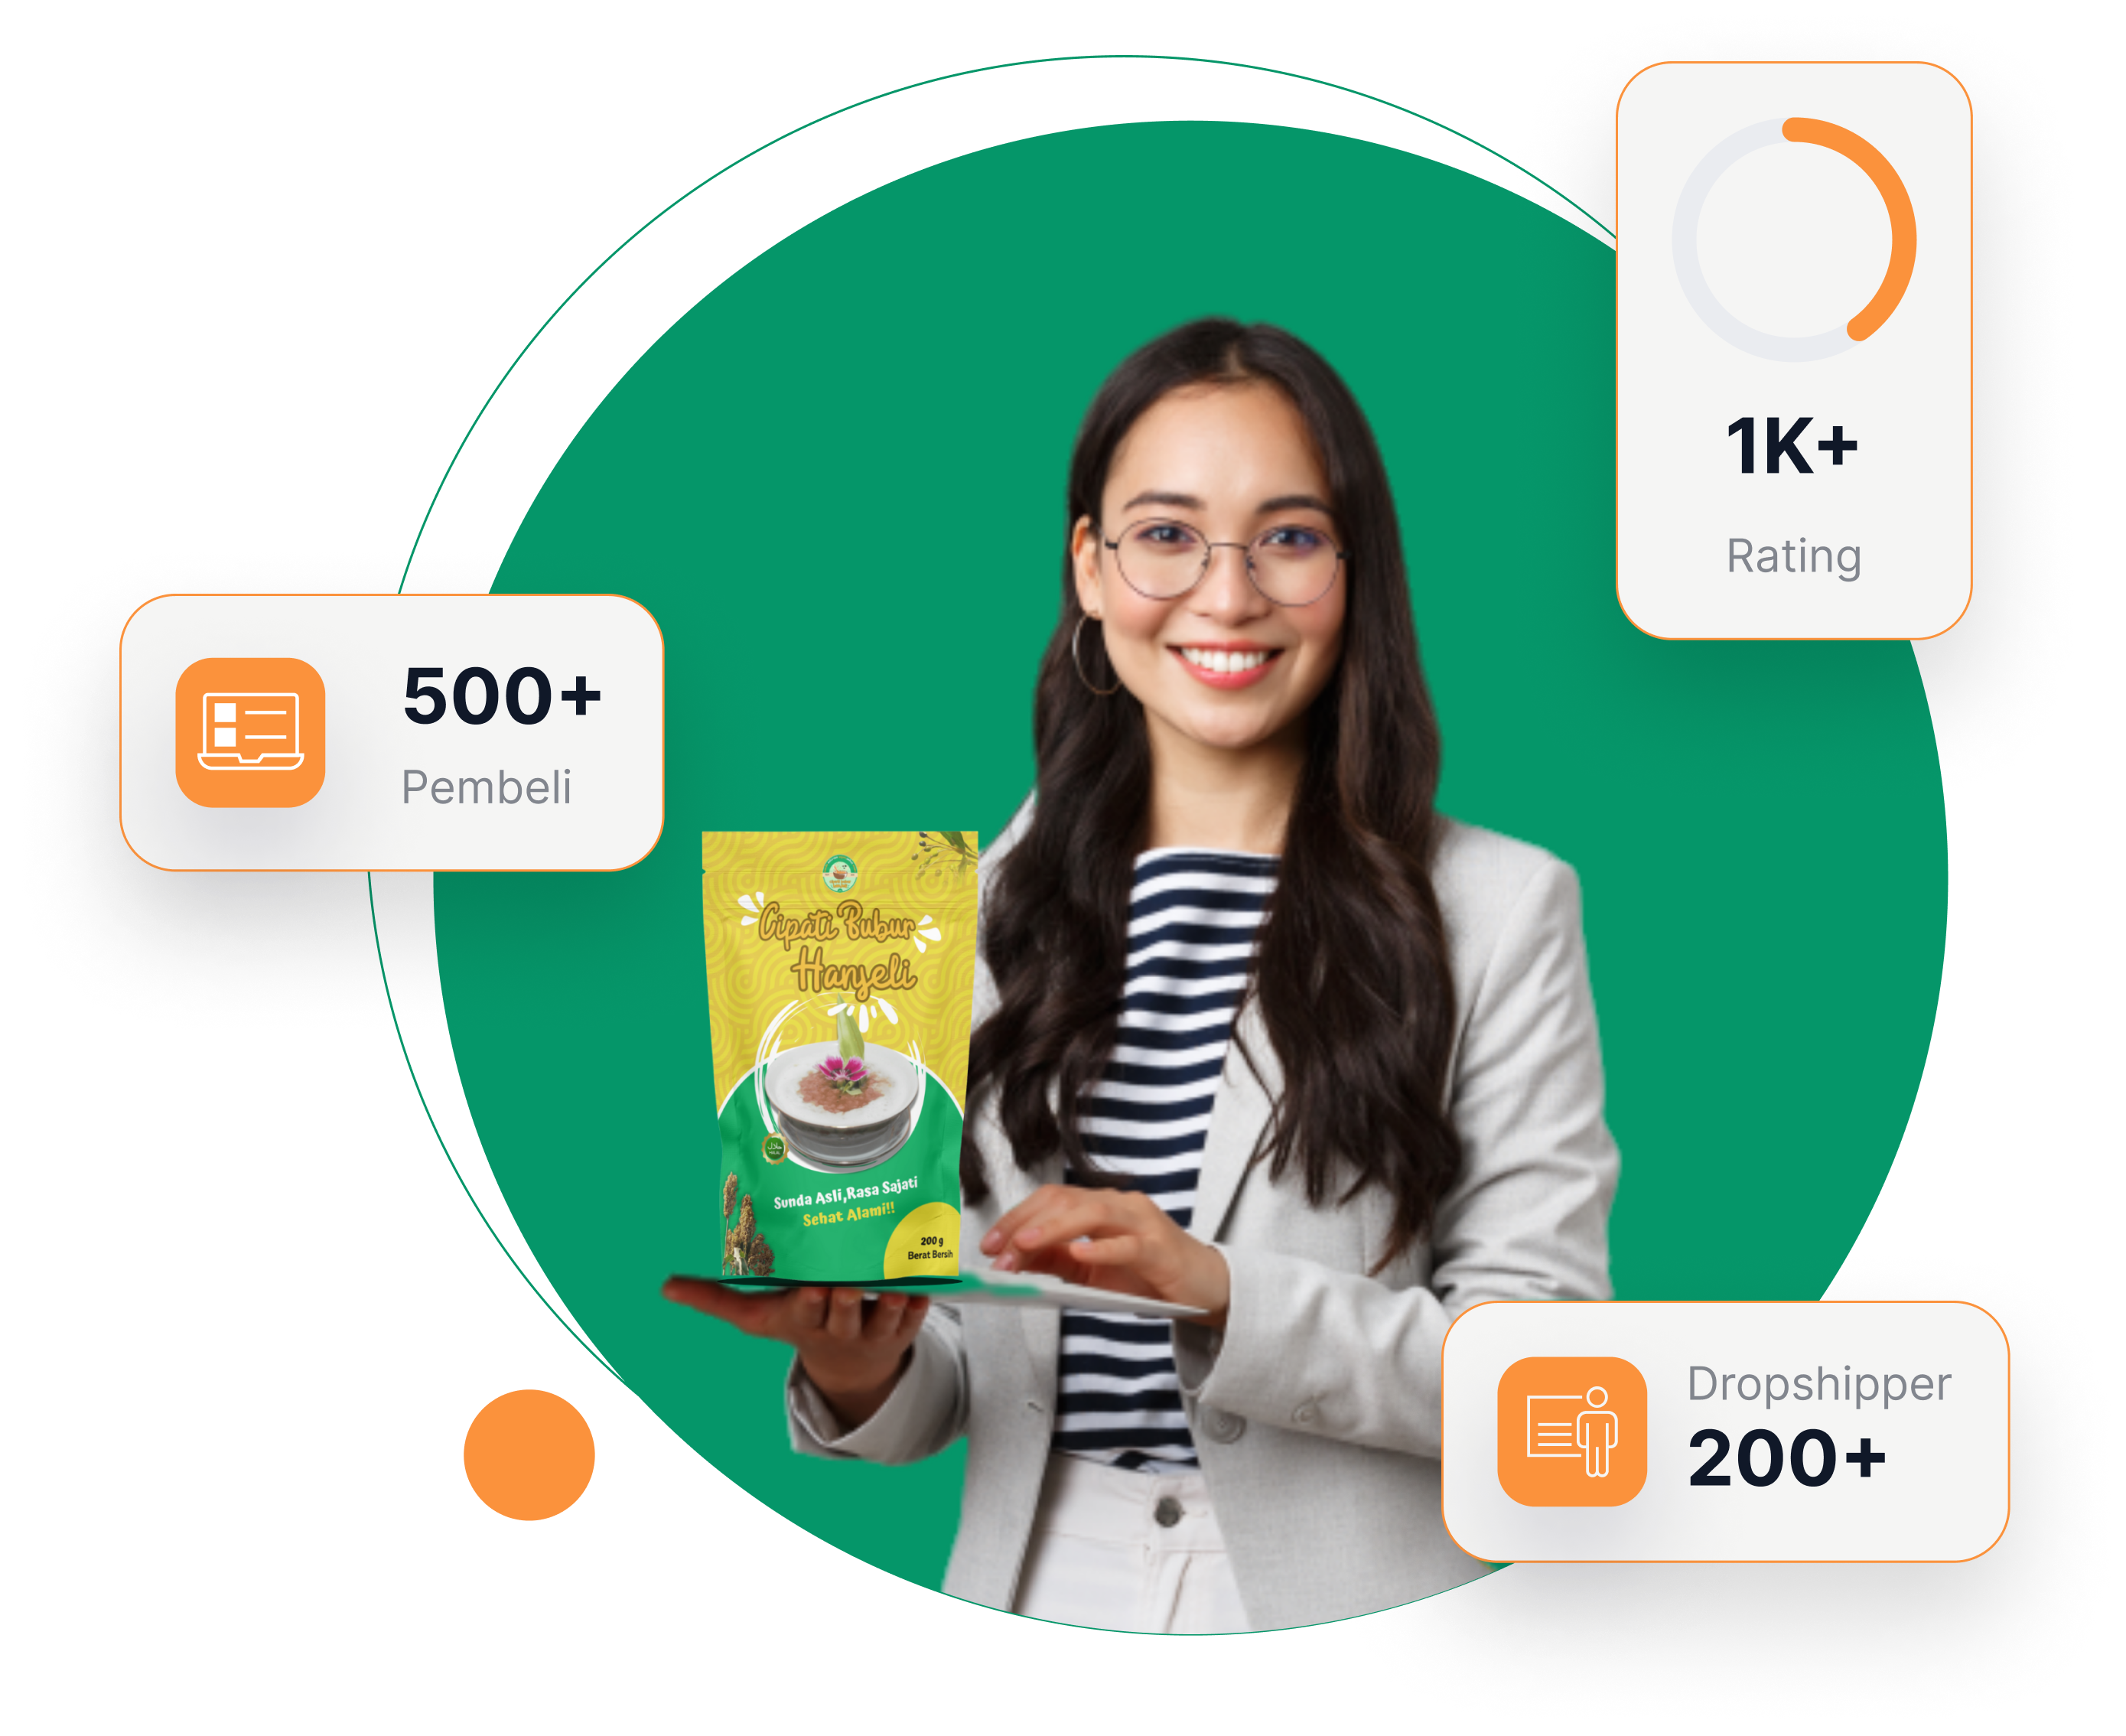 1K+
Rating
500+
Pembeli
Cipati Bubur
Hanjeli
Sunda Asli,Rasa Sajati
Sehat Alami!!
200 g
Berat Bersih
Dropshipper
200+